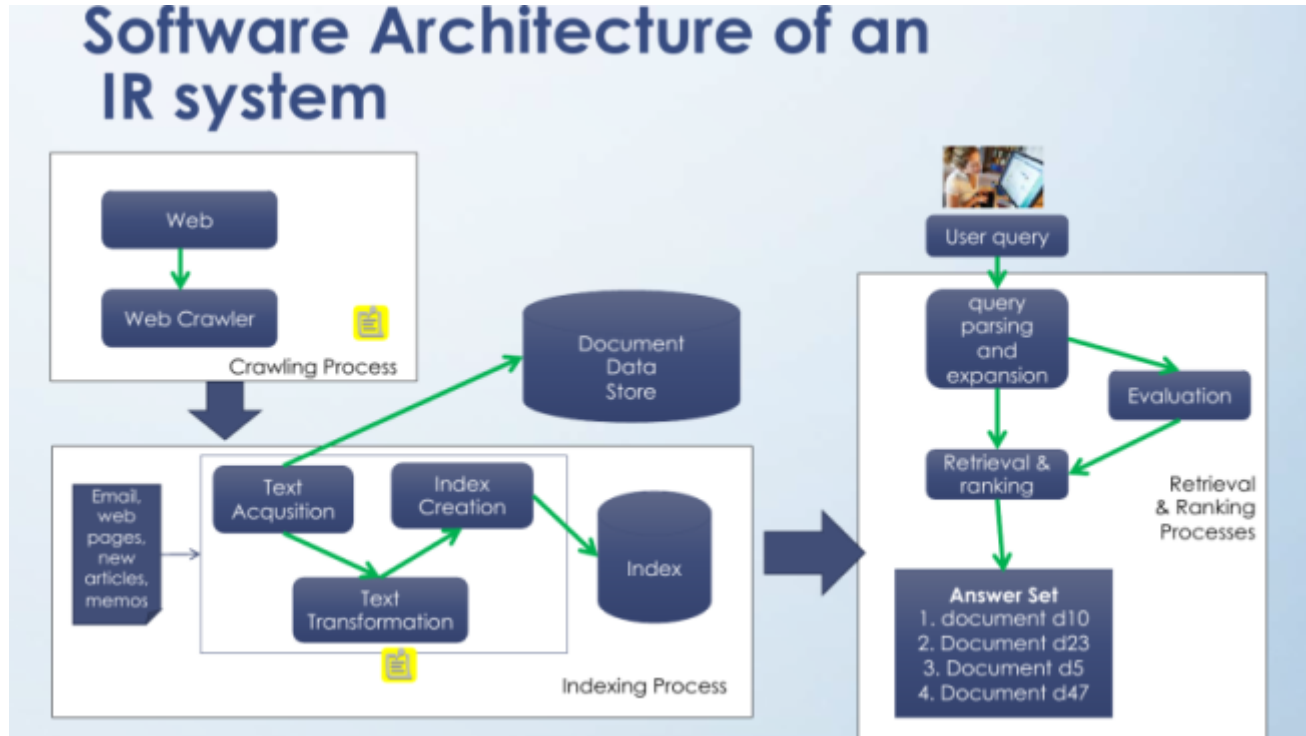 Software Architecture of an
IR system
Web
Web Crawler
Crawling Process
Document
Data
Store
Email,
web
pages,
new
articles,
memos
Text
Acqusition
Index
Creation
Text
Transformation
Index
Indexing Process
User query
query
parsing
and
expansion
Evaluation
Retrieval &
ranking
Retrieval
& Ranking
Processes
Answer Set
1. document d10
2. Document d23
3. Document d5
4. Document d47